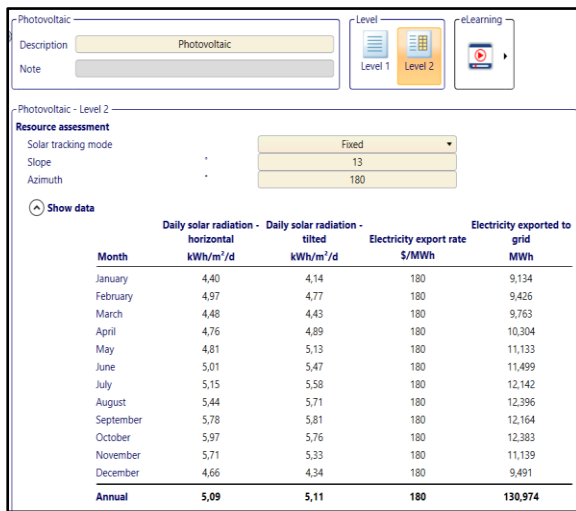 Photovoltaic
Description Photovoltaic
Note
Level
Level 1 Level 2
eLearning
Photovoltaic - Level 2
Resource assessment
Solar tracking mode Fixed
Slope ° 13
Azimuth ° 180
Show data
Daily solar radiation - Daily solar radiation - Electricity exported to
horizontal tilted Electricity export rate grid
Month kWh/m²/d kWh/m²/d $/MWh MWh
January 4,40 4,14 180 9,134
February 4,97 4,77 180 9,426
March 4,48 4,43 180 9,763
April 4,76 4,89 180 10,304
May 4,81 5,13 180 11,133
June 5,01 5,47 180 11,499
July 5,15 5,58 180 12,142
August 5,44 5,71 180 12,396
September 5,78 5,81 180 12,164
October 5,97 5,76 180 12,383
November 5,71 5,33 180 11,139
December 4,66 4,34 180 9,491
Annual 5,09 5,11 180 130,974